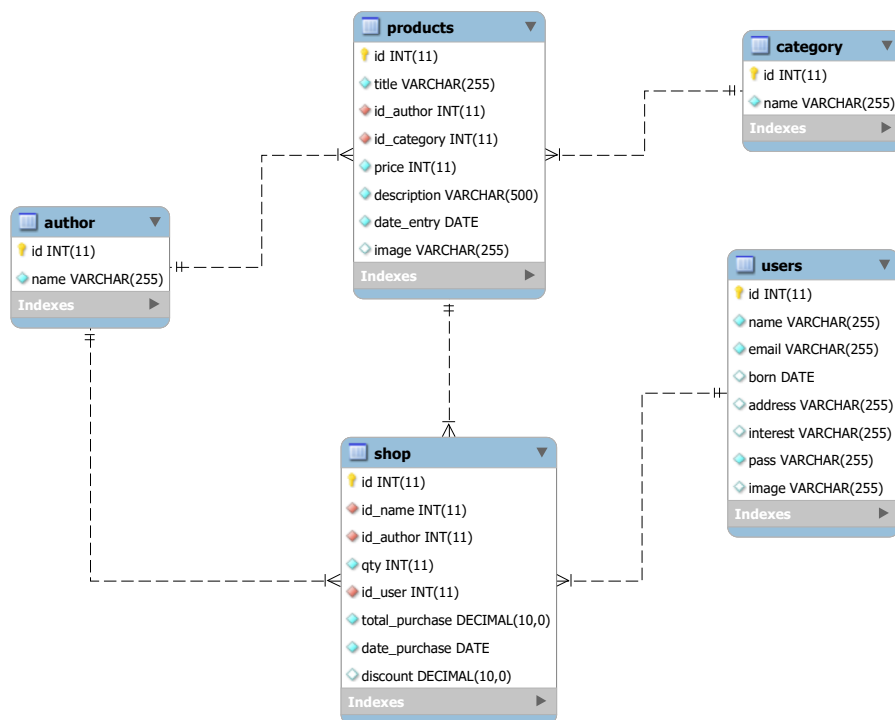 products
id INT(11)
title VARCHAR(255)
id_author INT(11)
id_category INT(11)
price INT(11)
description VARCHAR(500)
date_entry DATE
image VARCHAR(255)
Indexes
category
id INT(11)
name VARCHAR(255)
Indexes
author
id INT(11)
name VARCHAR(255)
Indexes
users
id INT(11)
name VARCHAR(255)
email VARCHAR(255)
born DATE
address VARCHAR(255)
interest VARCHAR(255)
pass VARCHAR(255)
image VARCHAR(255)
Indexes
shop
id INT(11)
id_name INT(11)
id_author INT(11)
qty INT(11)
id_user INT(11)
total_purchase DECIMAL(10,0)
date_purchase DATE
discount DECIMAL(10,0)
Indexes